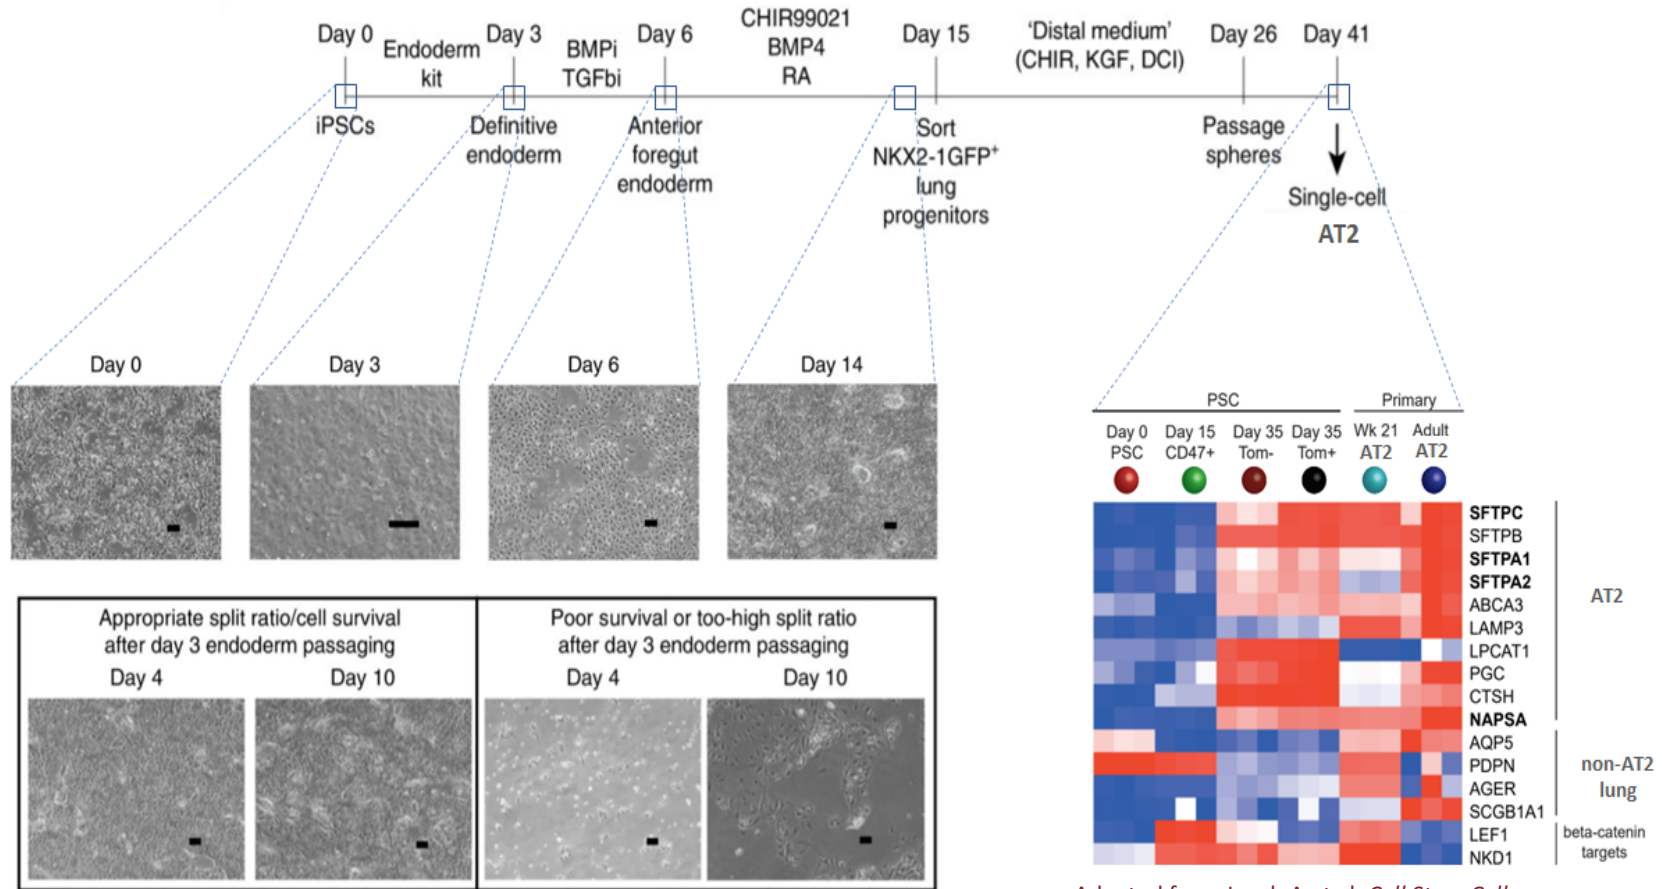 Day 0
Endoderm
kit
Day 3
BMPi
TGFbi
Day 6
CHIR99021
BMP4
RA
Day 15
‘Distal medium’
(CHIR, KGF, DCI)
Day 26
Day 41
iPSCs
Definitive
endoderm
Anterior
foregut
endoderm
Sort
NKX2-1GFP+
lung
progenitors
Passage
spheres
Single-cell
AT2
Day 0
Day 3
Day 6
Day 14
Appropriate split ratio/cell survival
after day 3 endoderm passaging
Day 4
Day 10
Poor survival or too-high split ratio
after day 3 endoderm passaging
Day 4
Day 10
PSC
Primary
Day 0
PSC
Day 15
CD47+
Day 35
Tom-
Day 35
Tom+
Wk 21
AT2
Adult
AT2
SFTPC
SFTPB
SFTPA1
SFTPA2
ABCA3
LAMP3
LPCAT1
PGC
CTSH
NAPSA
AQP5
PDPN
AGER
SCGB1A1
LEF1
NKD1
AT2
non-AT2
lung
beta-catenin
targets